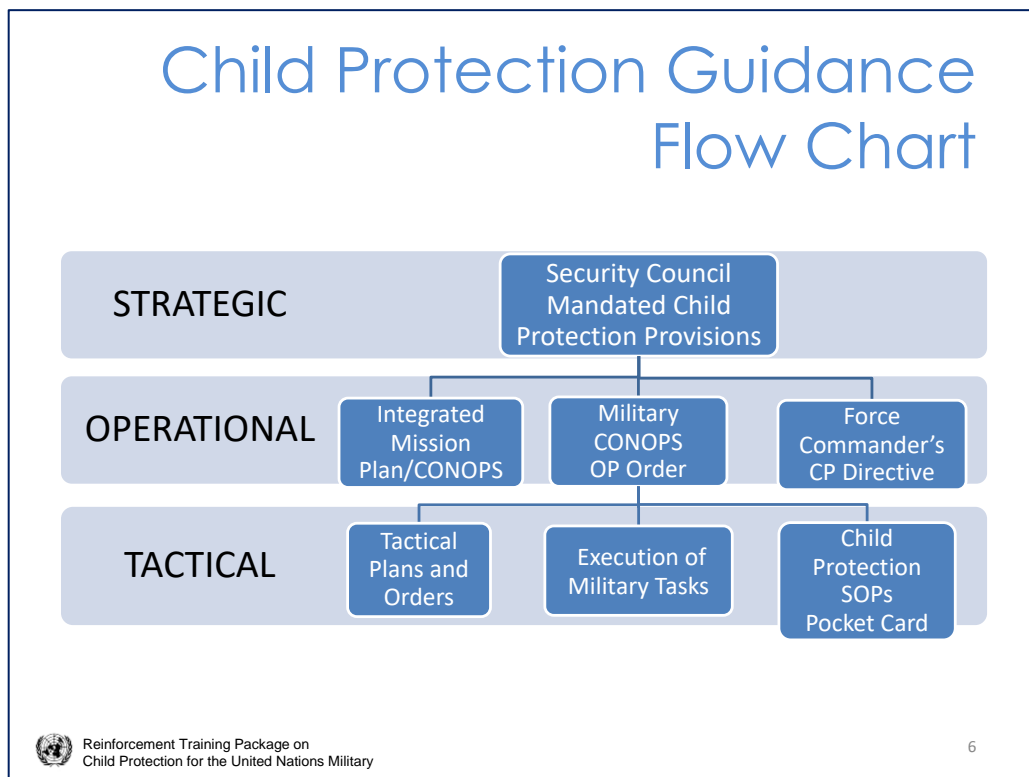 Child Protection Guidance
Flow Chart
STRATEGIC
Security Council
Mandated Child
Protection Provisions
OPERATIONAL
Integrated
Mission
Plan/CONOPS
Military
CONOPS
OP Order
Force
Commander’s
CP Directive
TACTICAL
Tactical
Plans and
Orders
Execution of
Military Tasks
Child
Protection
SOPs
Pocket Card
Reinforcement Training Package on
Child Protection for the United Nations Military
6